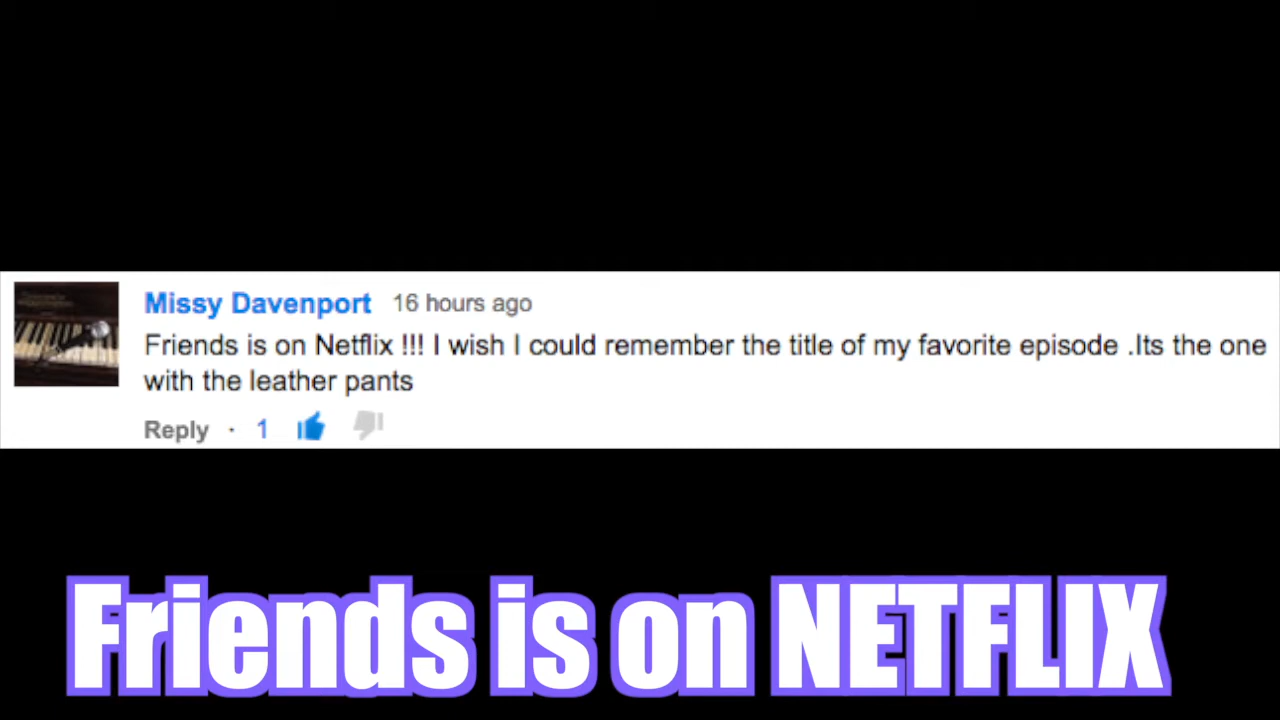 Missy Davenport 16 hours ago
Friends is on Netflix !!! I wish I could remember the title of my favorite episode .Its the one
with the leather pants
Reply · 1
Friends is on NETFLIX